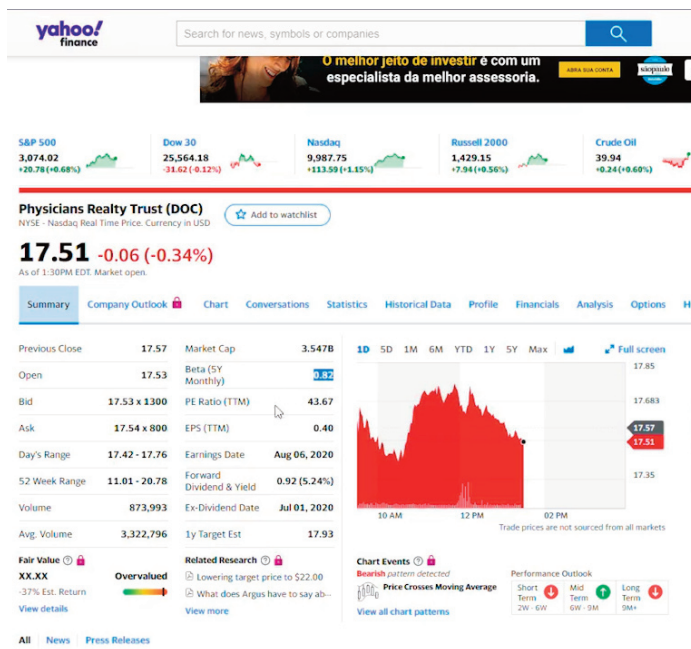 yahoo!
finance
Search for news, symbols or companies
O melhor jeito de investir é com um
especialista da melhor assessoria.
ABRA SUA CONTA
sãopaulo
S&P 500
3,074.02
+20.78 (+0.68%)
Dow 30
25,564.18
-31.62 (-0.12%)
Nasdaq
9,987.75
+113.59 (+1.15%)
Russell 2000
1,429.15
+7.94 (+0.56%)
Crude Oil
39.94
+0.24 (+0.60%)
Physicians Realty Trust (DOC)
NYSE - Nasdaq Real Time Price. Currency in USD
Add to watchlist
17.51 -0.06 (-0.34%)
As of 1:30PM EDT. Market open.
Summary Company Outlook Chart Conversations Statistics Historical Data Profile Financials Analysis Options H
Previous Close 17.57
Open 17.53
Bid 17.53 x 1300
Ask 17.54 x 800
Day's Range 17.42 - 17.76
52 Week Range 11.01 - 20.78
Volume 873,993
Avg. Volume 3,322,796
Market Cap 3.547B
Beta (5Y
Monthly) 0.82
PE Ratio (TTM) 43.67
EPS (TTM) 0.40
Earnings Date Aug 06, 2020
Forward
Dividend & Yield 0.92 (5.24%)
Ex-Dividend Date Jul 01, 2020
1y Target Est 17.93
1D 5D 1M 6M YTD 1Y 5Y Max Full screen
17.85
17.683
17.57
17.51
17.35
10 AM 12 PM 02 PM
Trade prices are not sourced from all markets
Fair Value
XX.XX Overvalued
-37% Est. Return
View details
Related Research
Lowering target price to $22.00
What does Argus have to say ab...
View more
Chart Events
Bearish pattern detected
Price Crosses Moving Average
View all chart patterns
Performance Outlook
Short
Term
2W - 6W
Mid
Term
6W - 9M
Long
Term
9M+
All News Press Releases